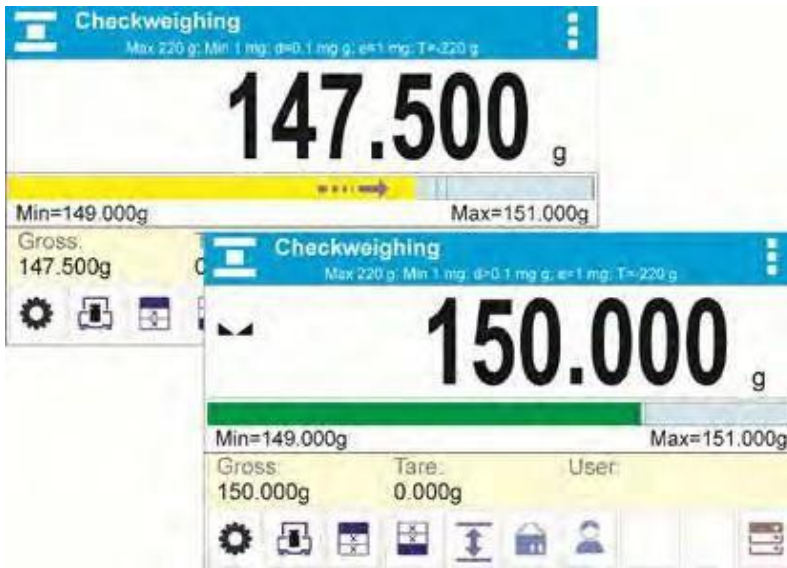 Checkweighing
Max 220 g; Min 1 mg; d=0.1 mg g; e=1 mg; T=-220 g
147.500 g
Min=149.000g Max=151.000g
Gross:
147.500g
Checkweighing
Max 220 g; Min 1 mg; d=0.1 mg g; e=1 mg; T=-220 g
150.000 g
Min=149.000g Max=151.000g
Gross: Tare: User:
150.000g 0.000g